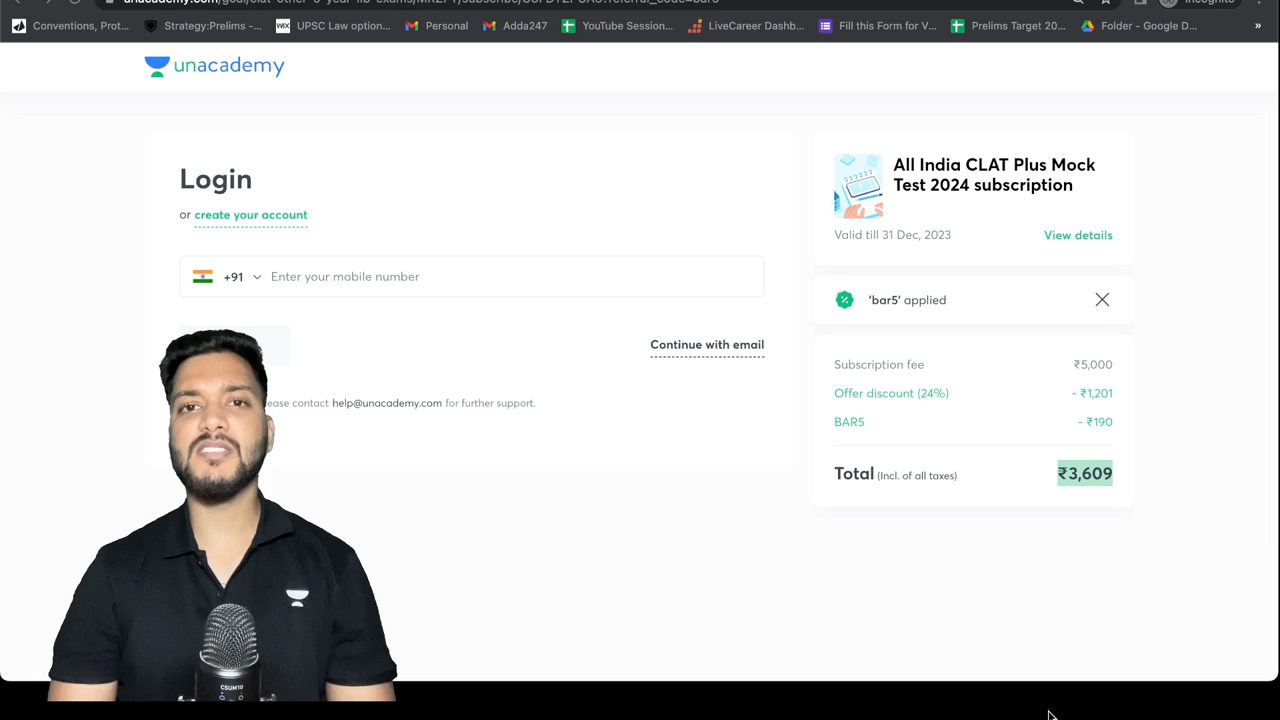 Incognito
Conventions, Prot...
Strategy:Prelims -...
WIX
UPSC Law option...
Personal
Adda247
YouTube Session...
LiveCareer Dashb...
Fill this Form for V...
Prelims Target 20...
Folder - Google D...
»
unacademy
Login
or create your account
+91
Enter your mobile number
Continue with email
ease contact help@unacademy.com for further support.
All India CLAT Plus Mock
Test 2024 subscription
Valid till 31 Dec, 2023
View details
'bar5' applied
Subscription fee
₹5,000
Offer discount (24%)
- ₹1,201
BAR5
- ₹190
Total (Incl. of all taxes)
₹3,609
CSUM10